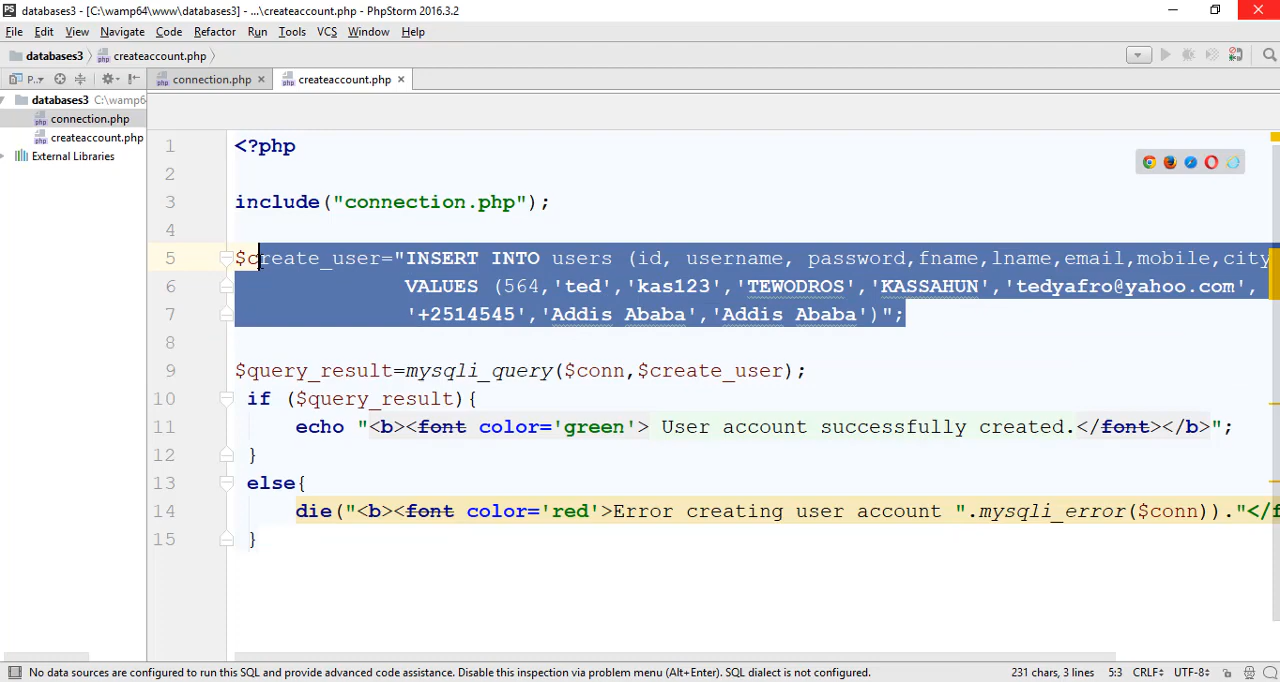 databases3 - [C:\wamp64\www\databases3] - ...\createaccount.php - PhpStorm 2016.3.2
File Edit View Navigate Code Refactor Run Tools VCS Window Help
databases3 createaccount.php
P.. connection.php createaccount.php
databases3 C:\wamp6
connection.php
createaccount.php
External Libraries
1 <?php
2
3 include("connection.php");
4
5 $create_user="INSERT INTO users (id, username, password,fname,lname,email,mobile,city
6 VALUES (564,'ted','kas123','TEWODROS','KASSAHUN','tedyafro@yahoo.com',
7 '+2514545','Addis Ababa','Addis Ababa')";
8
9 $query_result=mysqli_query($conn,$create_user);
10 if ($query_result){
11 echo "<b><font color='green'> User account successfully created.</font></b>";
12 }
13 else{
14 die("<b><font color='red'>Error creating user account ".mysqli_error($conn))."</f
15 }
No data sources are configured to run this SQL and provide advanced code assistance. Disable this inspection via problem menu (Alt+Enter). SQL dialect is not configured. 231 chars, 3 lines 5:3 CRLF UTF-8